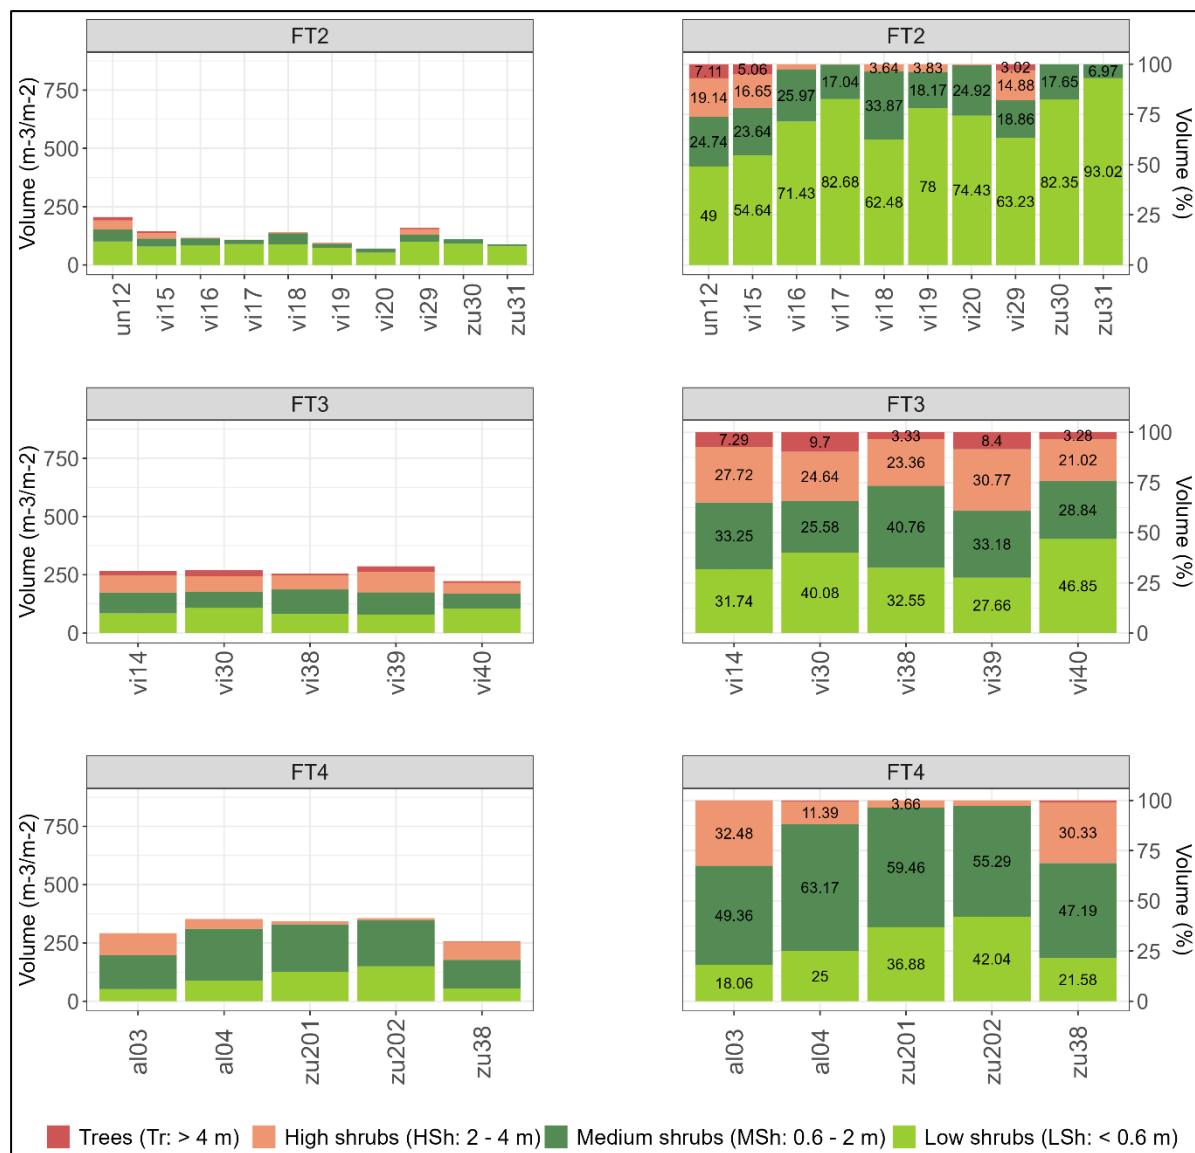 FT2
FT2
Volume (m-3/m-2)
750
500
250
0
un12 vi15 vi16 vi17 vi18 vi19 vi20 vi29 zu30 zu31
7.11 5.06 3.64 3.83 3.02 6.97
19.14 16.65 25.97 17.04 33.87 18.17 24.92 14.88 17.65
24.74 23.64 18.86
49 54.64 71.43 82.68 62.48 78 74.43 63.23 82.35 93.02
100
75
50
25
0
Volume (%)
un12 vi15 vi16 vi17 vi18 vi19 vi20 vi29 zu30 zu31
FT3
FT3
Volume (m-3/m-2)
750
500
250
0
vi14 vi30 vi38 vi39 vi40
7.29 9.7 3.33 8.4 3.28
27.72 24.64 23.36 30.77 21.02
33.25 25.58 40.76 33.18 28.84
31.74 40.08 32.55 27.66 46.85
100
75
50
25
0
Volume (%)
vi14 vi30 vi38 vi39 vi40
FT4
FT4
Volume (m-3/m-2)
750
500
250
0
al03 al04 zu201 zu202 zu38
32.48 11.39 3.66 30.33
49.36 63.17 59.46 55.29 47.19
18.06 25 36.88 42.04 21.58
100
75
50
25
0
Volume (%)
al03 al04 zu201 zu202 zu38
Trees (Tr: > 4 m) High shrubs (HSh: 2 - 4 m) Medium shrubs (MSh: 0.6 - 2 m) Low shrubs (LSh: < 0.6 m)